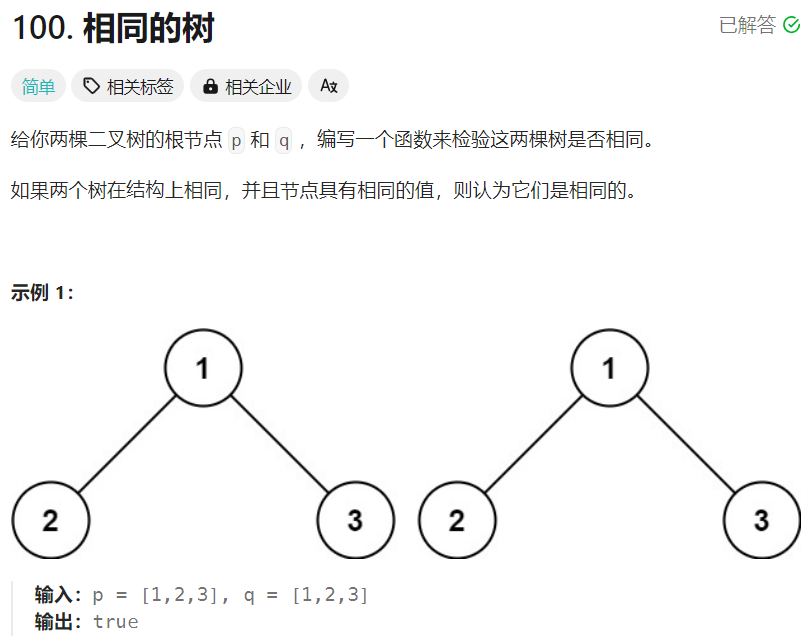 100. 相同的树
已解答
简单 相关标签 相关企业 Ax
给你两棵二叉树的根节点 p 和 q ，编写一个函数来检验这两棵树是否相同。
如果两个树在结构上相同，并且节点具有相同的值，则认为它们是相同的。
示例 1：
1 1
2 3 2 3
输入：p = [1,2,3], q = [1,2,3]
输出：true